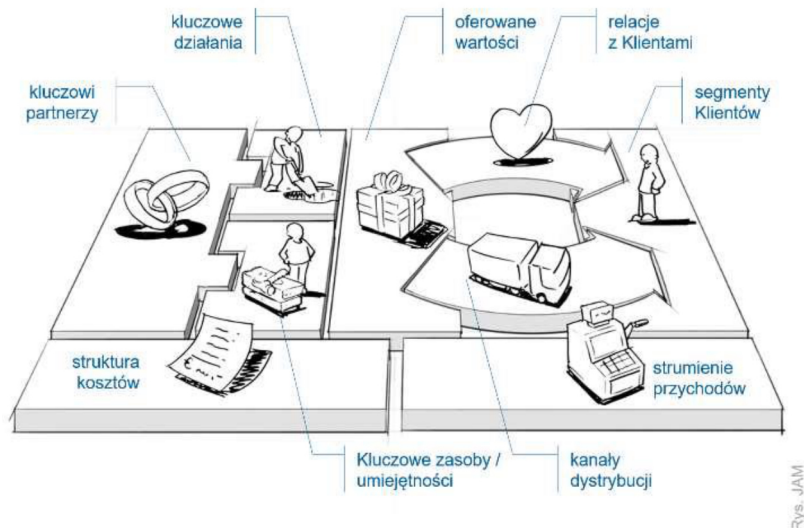 kluczowe
działania
oferowane
wartości
relacje
z Klientami
kluczowi
partnerzy
segmenty
Klientów
struktura
kosztów
strumienie
przychodów
Kluczowe zasoby /
umiejętności
kanały
dystrybucji
Rys. JAM